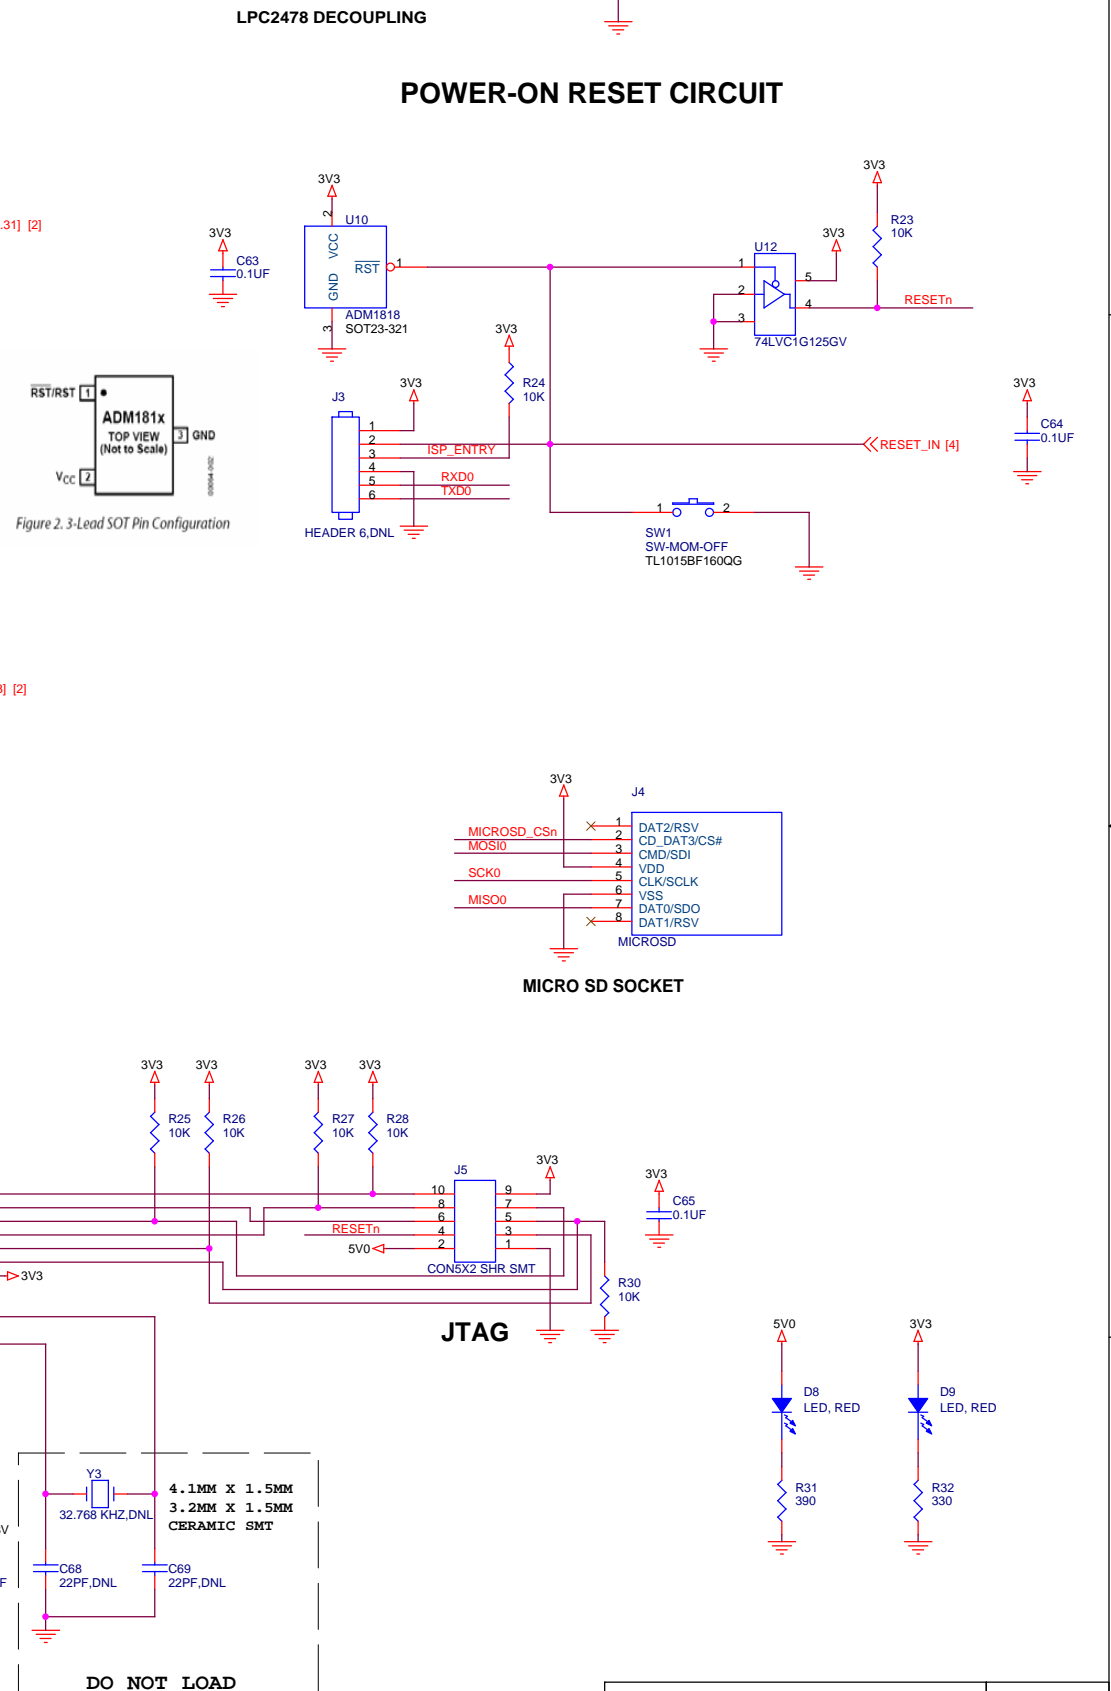 LPC2478 DECOUPLING
POWER-ON RESET CIRCUIT
.31] [2]
3V3
C63
0.1UF
3V3
2
U10
VCC
RST
1
GND
3
ADM1818
SOT23-321
3V3
R24
10K
3V3
U12
1
2
3
5
4
74LVC1G125GV
3V3
R23
10K
RESETn
RST/RST
1
ADM181x
TOP VIEW
(Not to Scale)
3
GND
VCC
2
Figure 2. 3-Lead SOT Pin Configuration
J3
3V3
1
2
3
4
5
6
ISP_ENTRY
RXD0
TXD0
HEADER 6,DNL
RESET_IN [4]
3V3
C64
0.1UF
1
2
SW1
SW-MOM-OFF
TL1015BF160QG
] [2]
3V3
J4
MICROSD_CSn
MOSI0
SCK0
MISO0
1 DAT2/RSV
2 CD_DAT3/CS#
3 CMD/SDI
4 VDD
5 CLK/SCLK
6 VSS
7 DAT0/SDO
8 DAT1/RSV
MICROSD
MICRO SD SOCKET
3V3
3V3
3V3
3V3
R25
10K
R26
10K
R27
10K
R28
10K
J5
3V3
10 9
8 7
6 5
4 3
2 1
RESETn
5V0
CON5X2 SHR SMT
3V3
C65
0.1UF
3V3
R30
10K
JTAG
5V0
D8
LED, RED
R31
390
3V3
D9
LED, RED
R32
330
Y3
32.768 KHZ,DNL
4.1MM X 1.5MM
3.2MM X 1.5MM
CERAMIC SMT
V
F
C68
22PF,DNL
C69
22PF,DNL
DO NOT LOAD